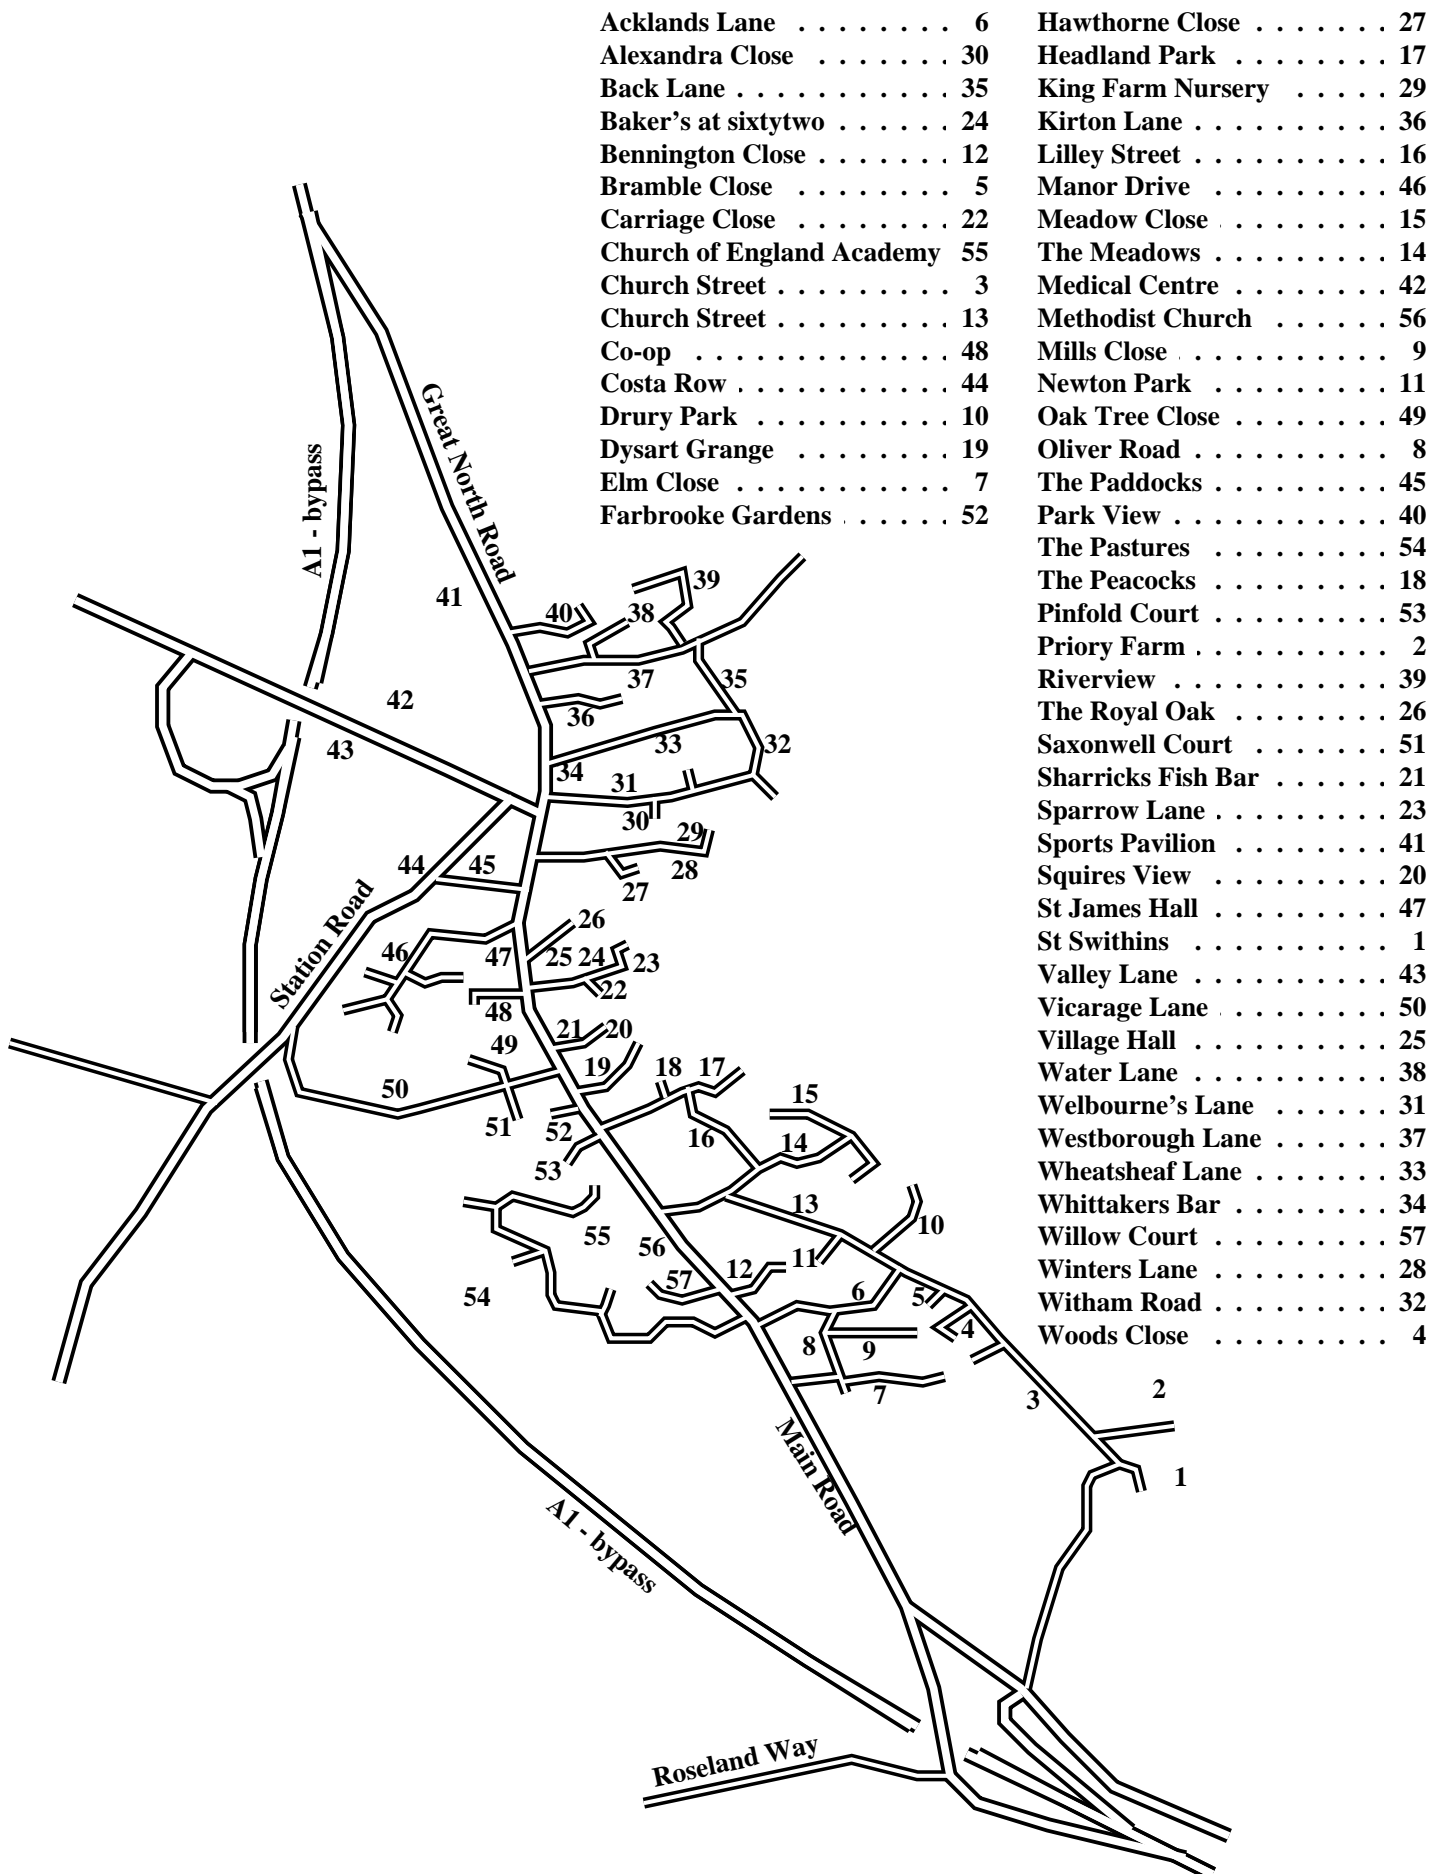 Acklands Lane . . . . . . . . 6
Alexandra Close . . . . . . . 30
Back Lane . . . . . . . . . . . 35
Baker's at sixtytwo . . . . . . 24
Bennington Close . . . . . . . 12
Bramble Close . . . . . . . . 5
Carriage Close . . . . . . . . 22
Church of England Academy 55
Church Street . . . . . . . . . 3
Church Street . . . . . . . . . 13
Co-op . . . . . . . . . . . . . 48
Costa Row . . . . . . . . . . . 44
Drury Park . . . . . . . . . . 10
Dysart Grange . . . . . . . . 19
Elm Close . . . . . . . . . . . 7
Farbrooke Gardens . . . . . . 52
Hawthorne Close . . . . . . . 27
Headland Park . . . . . . . . 17
King Farm Nursery . . . . . 29
Kirton Lane . . . . . . . . . . 36
Lilley Street . . . . . . . . . . 16
Manor Drive . . . . . . . . . 46
Meadow Close . . . . . . . . . 15
The Meadows . . . . . . . . . 14
Medical Centre . . . . . . . . 42
Methodist Church . . . . . . 56
Mills Close . . . . . . . . . . . 9
Newton Park . . . . . . . . . 11
Oak Tree Close . . . . . . . . 49
Oliver Road . . . . . . . . . . 8
The Paddocks . . . . . . . . . 45
Park View . . . . . . . . . . . 40
The Pastures . . . . . . . . . 54
The Peacocks . . . . . . . . . 18
Pinfold Court . . . . . . . . . 53
Priory Farm . . . . . . . . . . 2
Riverview . . . . . . . . . . . 39
The Royal Oak . . . . . . . . 26
Saxonwell Court . . . . . . . 51
Sharricks Fish Bar . . . . . . 21
Sparrow Lane . . . . . . . . . 23
Sports Pavilion . . . . . . . . . 41
Squires View . . . . . . . . . 20
St James Hall . . . . . . . . . 47
St Swithins . . . . . . . . . . 1
Valley Lane . . . . . . . . . . 43
Vicarage Lane . . . . . . . . . 50
Village Hall . . . . . . . . . . 25
Water Lane . . . . . . . . . . 38
Welbourne's Lane . . . . . . 31
Westborough Lane . . . . . . 37
Wheatsheaf Lane . . . . . . . 33
Whittakers Bar . . . . . . . . 34
Willow Court . . . . . . . . . 57
Winters Lane . . . . . . . . . 28
Witham Road . . . . . . . . . 32
Woods Close . . . . . . . . . 4
Great North Road
A1 - bypass
39
41
40
38
37
35
42
36
33
32
43
34
31
30
29
28
44
45
27
Station Road
26
46
47
25
24
23
22
48
21
20
49
19
18
17
50
15
51
52
16
14
53
13
10
55
56
11
12
57
54
6
5
4
8
9
7
3
2
Main Road
1
A1 - bypass
Roseland Way